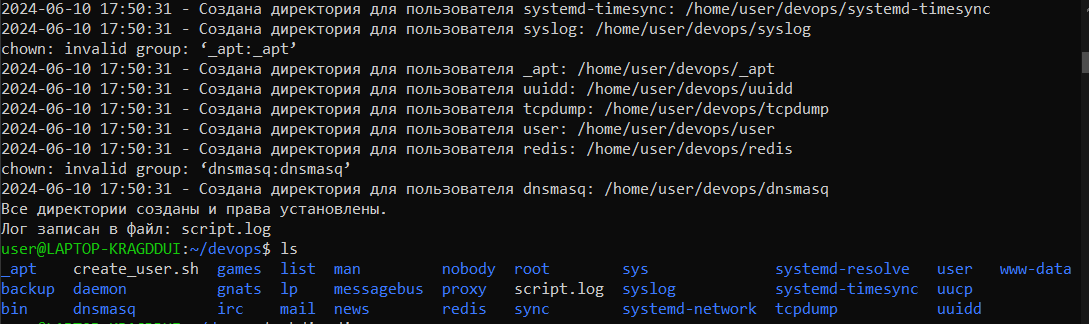 2024-06-10 17:50:31 - Создана директория для пользователя systemd-timesync: /home/user/devops/systemd-timesync
2024-06-10 17:50:31 - Создана директория для пользователя syslog: /home/user/devops/syslog
chown: invalid group: ‘_apt:_apt’
2024-06-10 17:50:31 - Создана директория для пользователя _apt: /home/user/devops/_apt
2024-06-10 17:50:31 - Создана директория для пользователя uuidd: /home/user/devops/uuidd
2024-06-10 17:50:31 - Создана директория для пользователя tcpdump: /home/user/devops/tcpdump
2024-06-10 17:50:31 - Создана директория для пользователя user: /home/user/devops/user
2024-06-10 17:50:31 - Создана директория для пользователя redis: /home/user/devops/redis
chown: invalid group: ‘dnsmasq:dnsmasq’
2024-06-10 17:50:31 - Создана директория для пользователя dnsmasq: /home/user/devops/dnsmasq
Все директории созданы и права установлены.
Лог записан в файл: script.log
user@LAPTOP-KRAGDDUI:~/devops$ ls
_apt create_user.sh games list man nobody root sys systemd-resolve user www-data
backup daemon gnats lp messagebus proxy script.log syslog systemd-timesync uucp
bin dnsmasq irc mail news redis sync systemd-network tcpdump uuidd